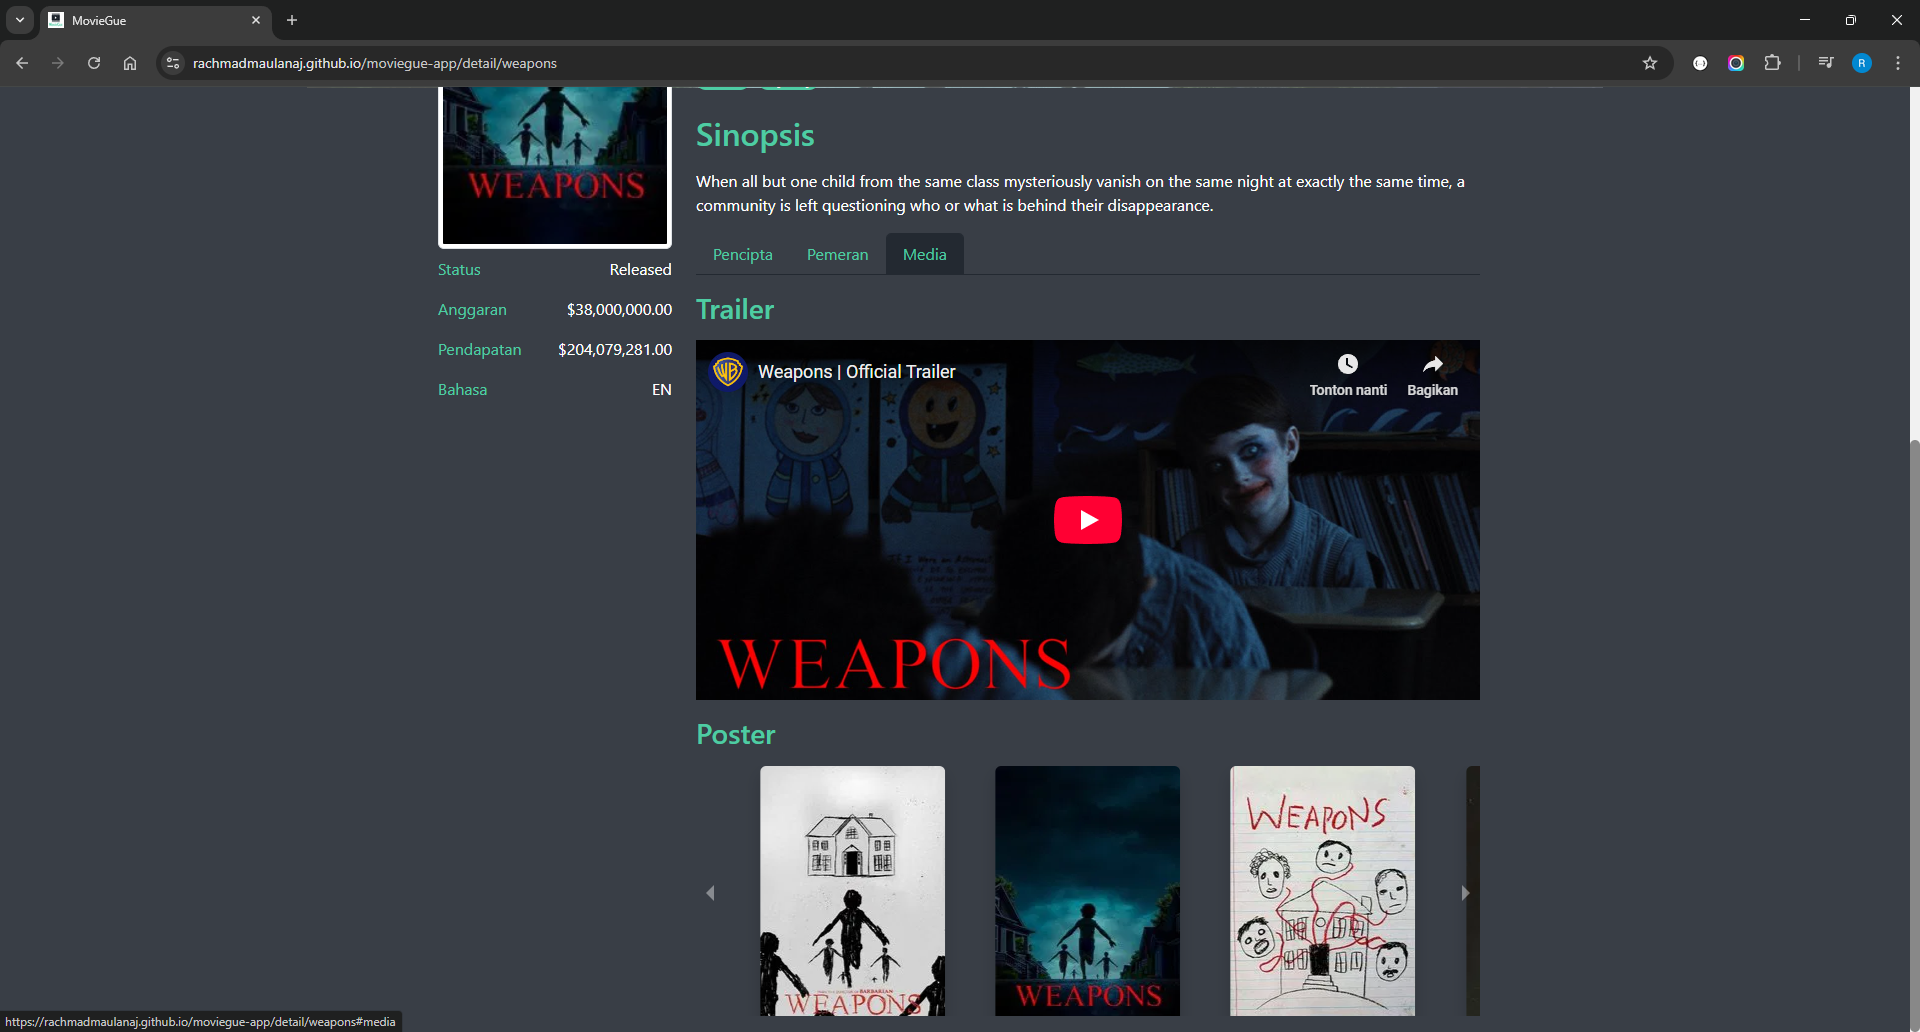 MovieGue
rachmadmaulanaj.github.io/moviegue-app/detail/weapons
R
WEAPONS
Status Released
Anggaran $38,000,000.00
Pendapatan $204,079,281.00
Bahasa EN
Sinopsis
When all but one child from the same class mysteriously vanish on the same night at exactly the same time, a
community is left questioning who or what is behind their disappearance.
Pencipta Pemeran Media
Trailer
WB
Weapons | Official Trailer
Tonton nanti Bagikan
WEAPONS
Poster
BARBARIAN
WEAPONS
WEAPONS
WEAPONS
https://rachmadmaulanaj.github.io/moviegue-app/detail/weapons#media